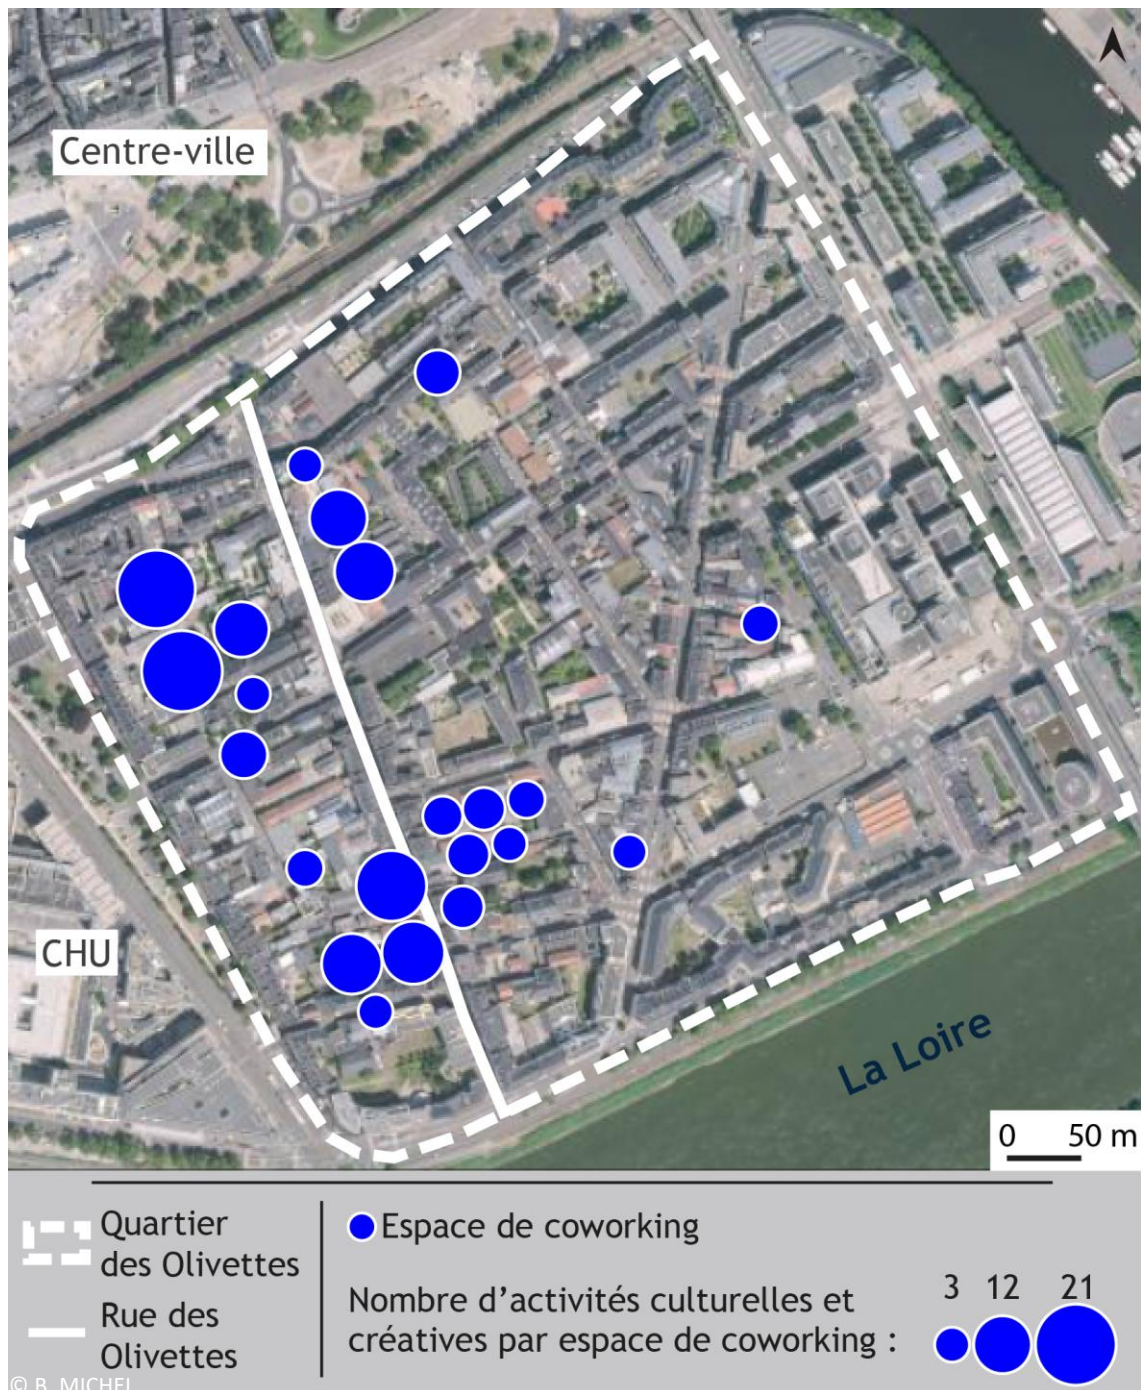 Centre-ville
CHU
La Loire
0 50 m
Quartier
des Olivettes
Rue des
Olivettes
Espace de coworking
Nombre d'activités culturelles et
créatives par espace de coworking :
3 12 21
© B. MICHEL